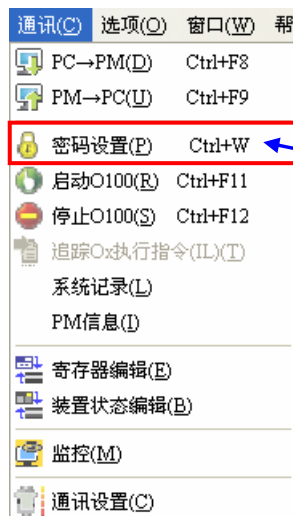 通讯(C) 选项(O) 窗口(W) 帮
PC→PM(D) Ctrl+F8
PM→PC(U) Ctrl+F9
密码设置(P) Ctrl+W
启动O100(R) Ctrl+F11
停止O100(S) Ctrl+F12
追踪Ox执行指令(IL)(T)
系统记录(L)
PM信息(I)
寄存器编辑(E)
装置状态编辑(B)
监控(M)
通讯设置(C)